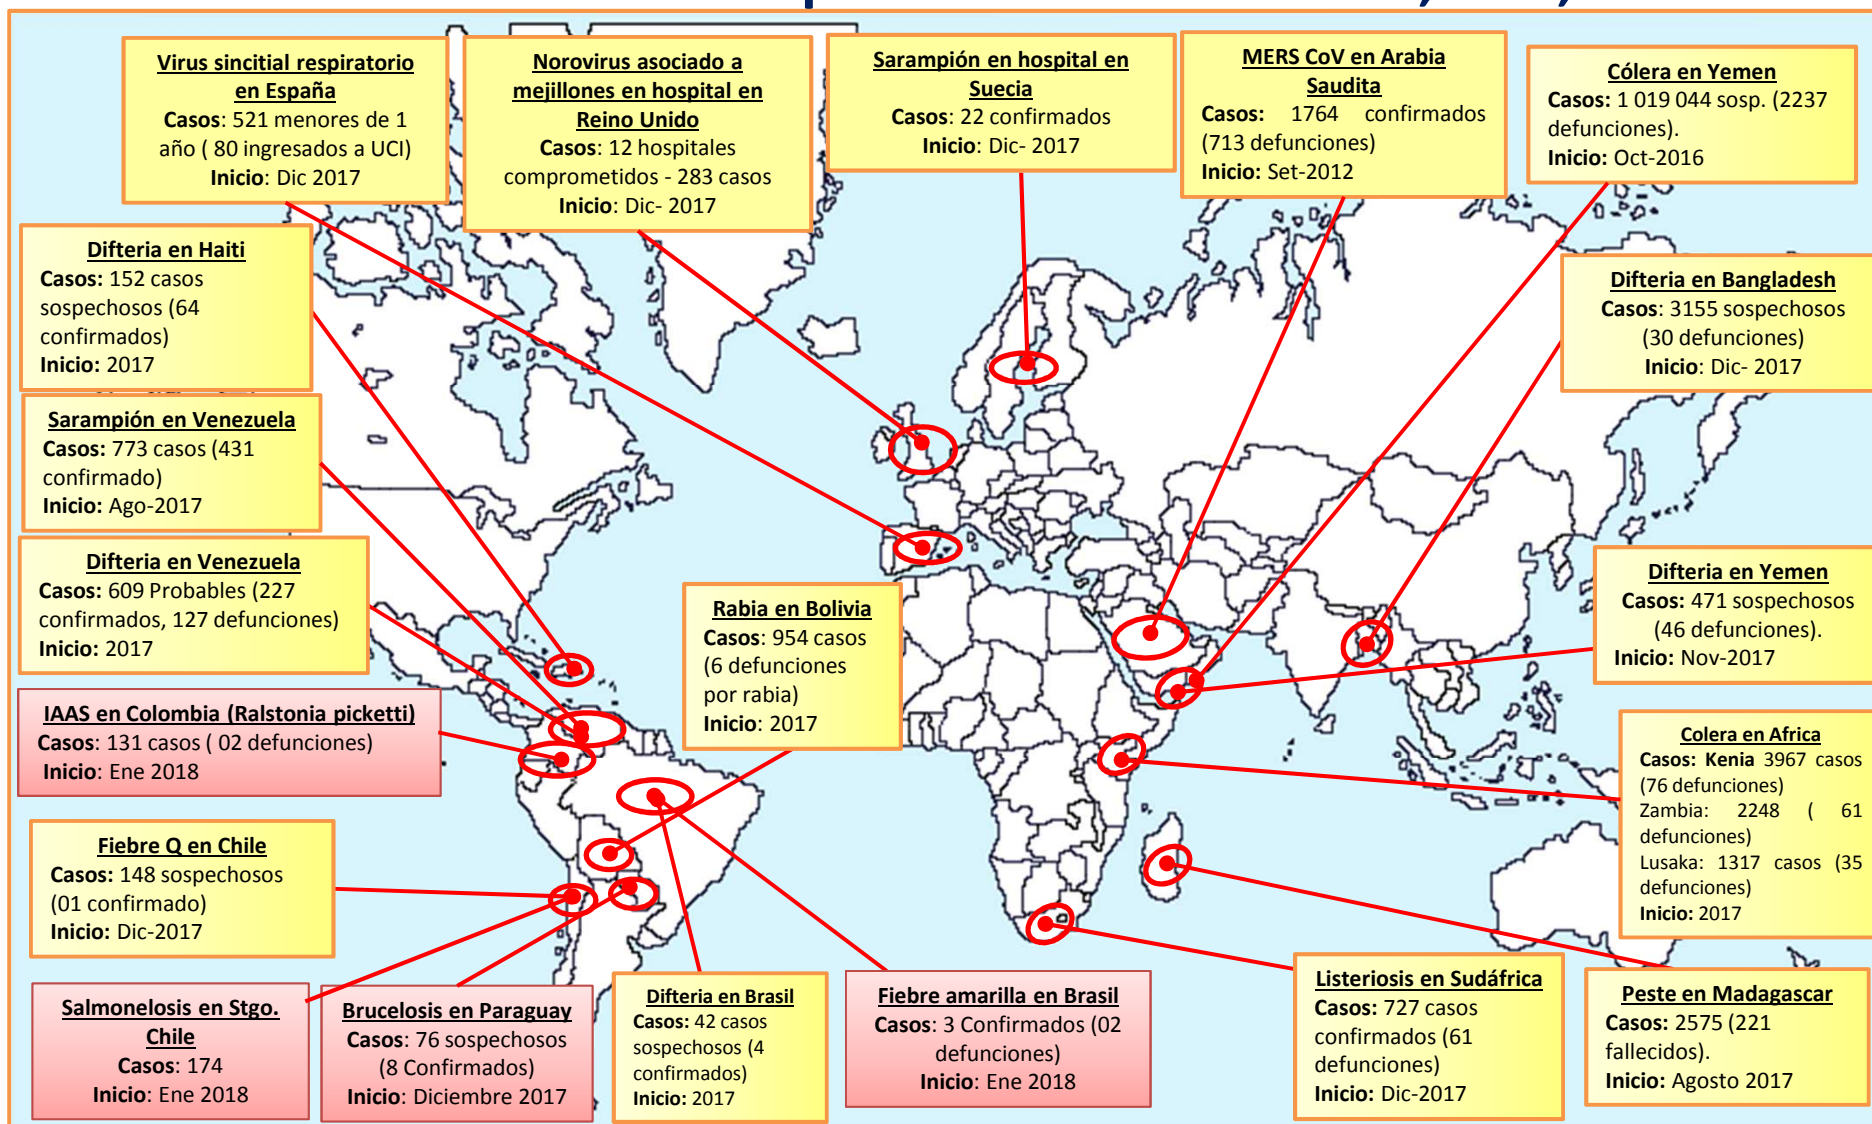 Virus sincitial respiratorio
en España
Casos: 521 menores de 1
año ( 80 ingresados a UCI)
Inicio: Dic 2017
Norovirus asociado a
mejillones en hospital en
Reino Unido
Casos: 12 hospitales
comprometidos - 283 casos
Inicio: Dic- 2017
Sarampión en hospital en
Suecia
Casos: 22 confirmados
Inicio: Dic- 2017
MERS CoV en Arabia
Saudita
Casos: 1764 confirmados
(713 defunciones)
Inicio: Set-2012
Cólera en Yemen
Casos: 1 019 044 sosp. (2237
defunciones).
Inicio: Oct-2016
Difteria en Haiti
Casos: 152 casos
sospechosos (64
confirmados)
Inicio: 2017
Difteria en Bangladesh
Casos: 3155 sospechosos
(30 defunciones)
Inicio: Dic- 2017
Sarampión en Venezuela
Casos: 773 casos (431
confirmado)
Inicio: Ago-2017
Difteria en Venezuela
Casos: 609 Probables (227
confirmados, 127 defunciones)
Inicio: 2017
Rabia en Bolivia
Casos: 954 casos
(6 defunciones
por rabia)
Inicio: 2017
Difteria en Yemen
Casos: 471 sospechosos
(46 defunciones).
Inicio: Nov-2017
IAAS en Colombia (Ralstonia picketti)
Casos: 131 casos ( 02 defunciones)
Inicio: Ene 2018
Colera en Africa
Casos: Kenia 3967 casos
(76 defunciones)
Zambia: 2248 ( 61
defunciones)
Lusaka: 1317 casos (35
defunciones)
Inicio: 2017
Fiebre Q en Chile
Casos: 148 sospechosos
(01 confirmado)
Inicio: Dic-2017
Salmonelosis en Stgo.
Chile
Casos: 174
Inicio: Ene 2018
Brucelosis en Paraguay
Casos: 76 sospechosos
(8 Confirmados)
Inicio: Diciembre 2017
Difteria en Brasil
Casos: 42 casos
sospechosos (4
confirmados)
Inicio: 2017
Fiebre amarilla en Brasil
Casos: 3 Confirmados (02
defunciones)
Inicio: Ene 2018
Listeriosis en Sudáfrica
Casos: 727 casos
confirmados (61
defunciones)
Inicio: Dic-2017
Peste en Madagascar
Casos: 2575 (221
fallecidos).
Inicio: Agosto 2017